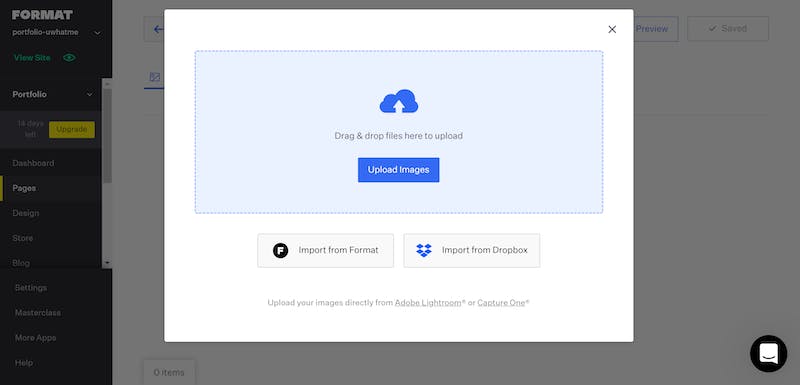 FORMAT
portfolio-uwhatme
View Site
Portfolio
14 days left
Upgrade
Dashboard
Pages
Design
Store
Blog
Settings
Masterclass
More Apps
Help
Preview
Saved
Drag & drop files here to upload
Upload Images
F Import from Format
Import from Dropbox
Upload your images directly from Adobe Lightroom® or Capture One®
0 items